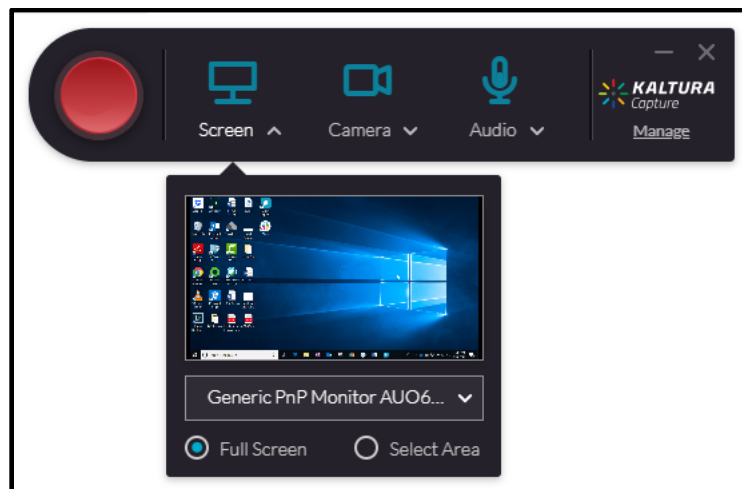 KALTURA
Capture
Screen
Camera
Audio
Manage
Generic PnP Monitor AUO6...
Full Screen
Select Area